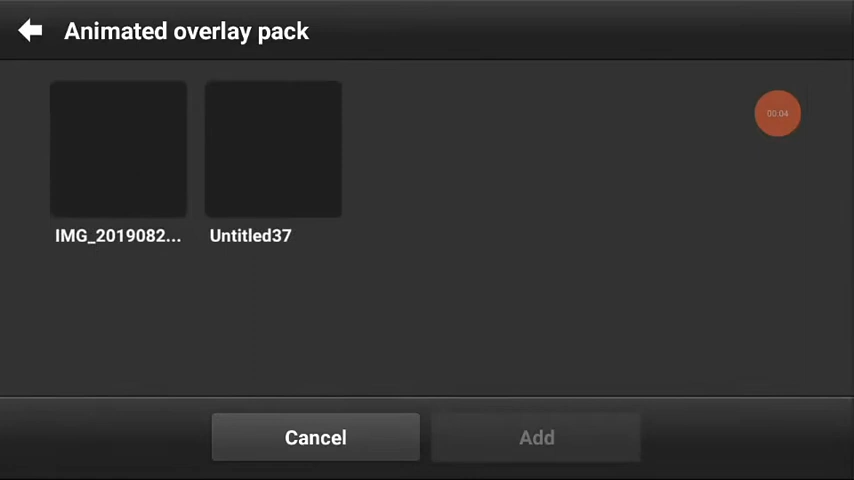 Animated overlay pack
00:04
IMG_2019082...
Untitled37
Cancel
Add